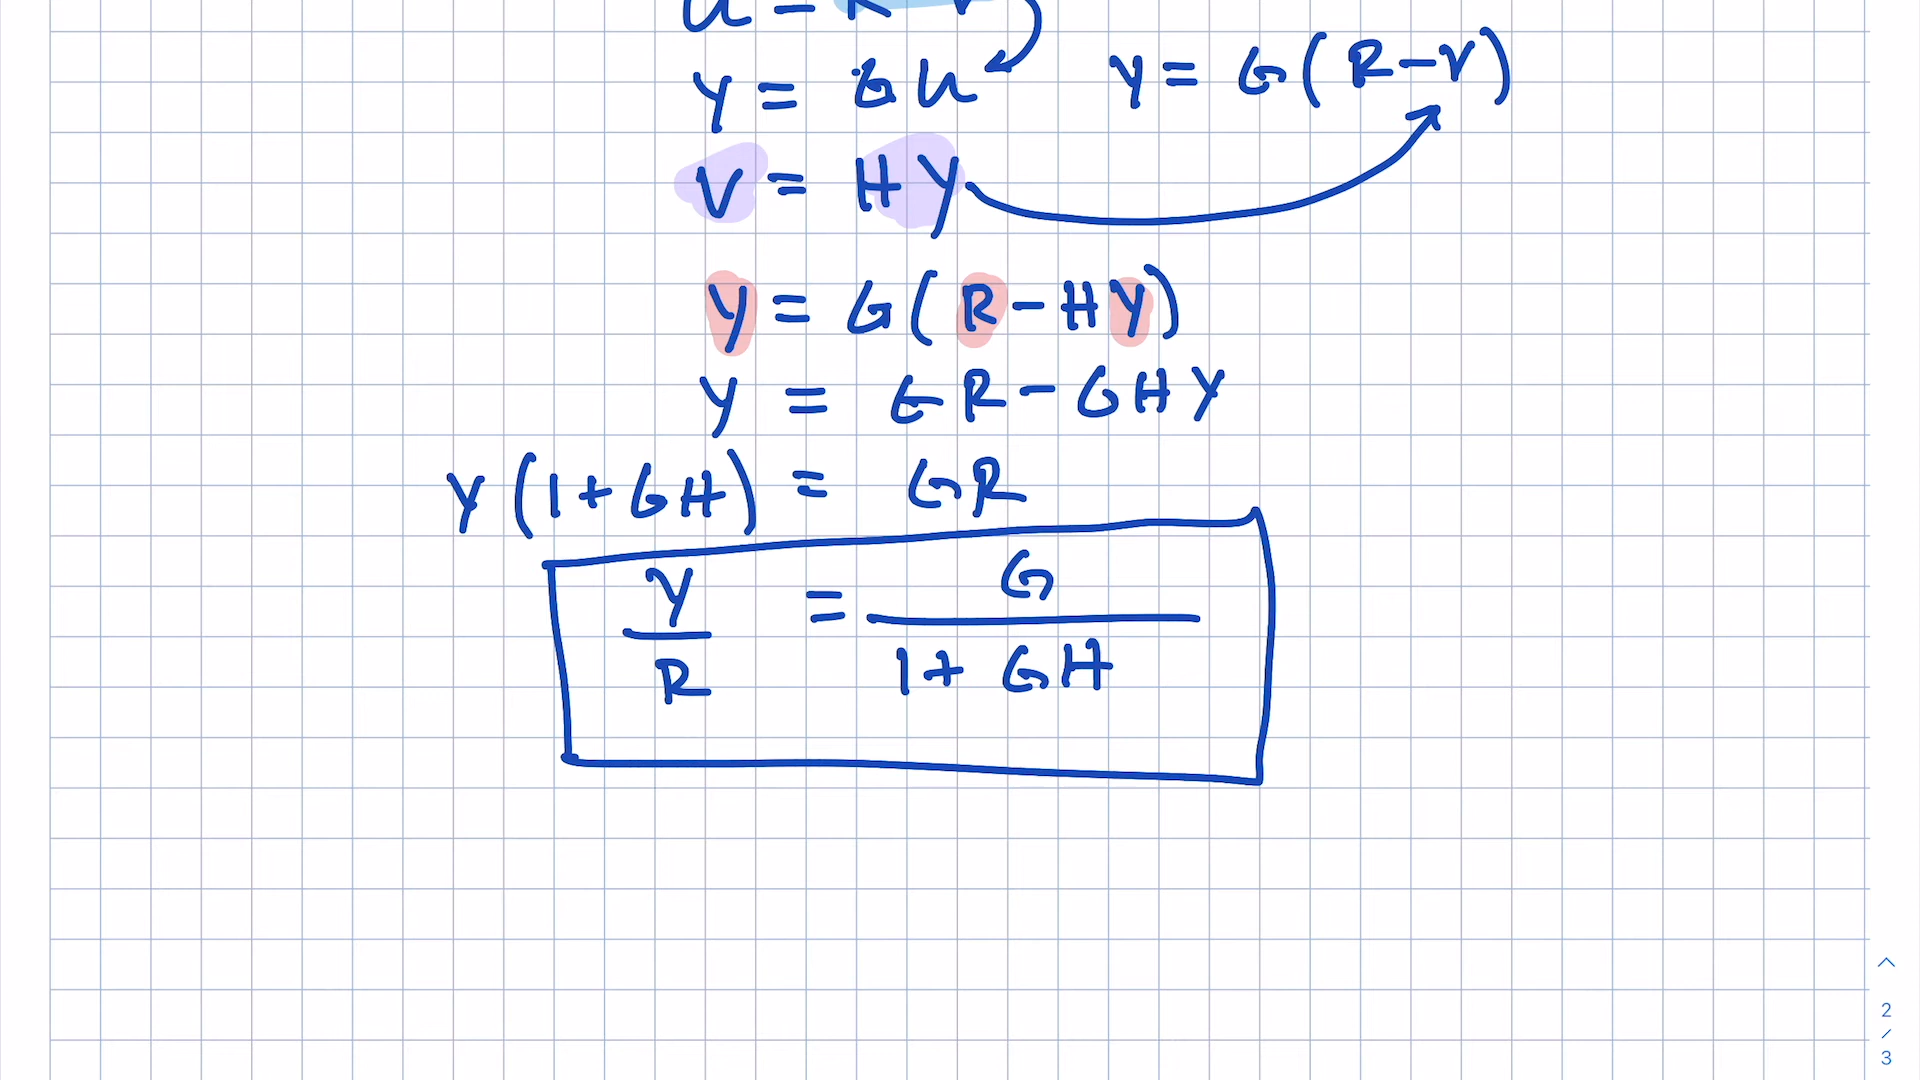 U = R - V
Y = GU Y = G(R-V)
V = HY
Y = G(R-HY)
Y = GR - GHY
Y(1+GH) = GR
Y/R = G/(1+GH)
2
/
3